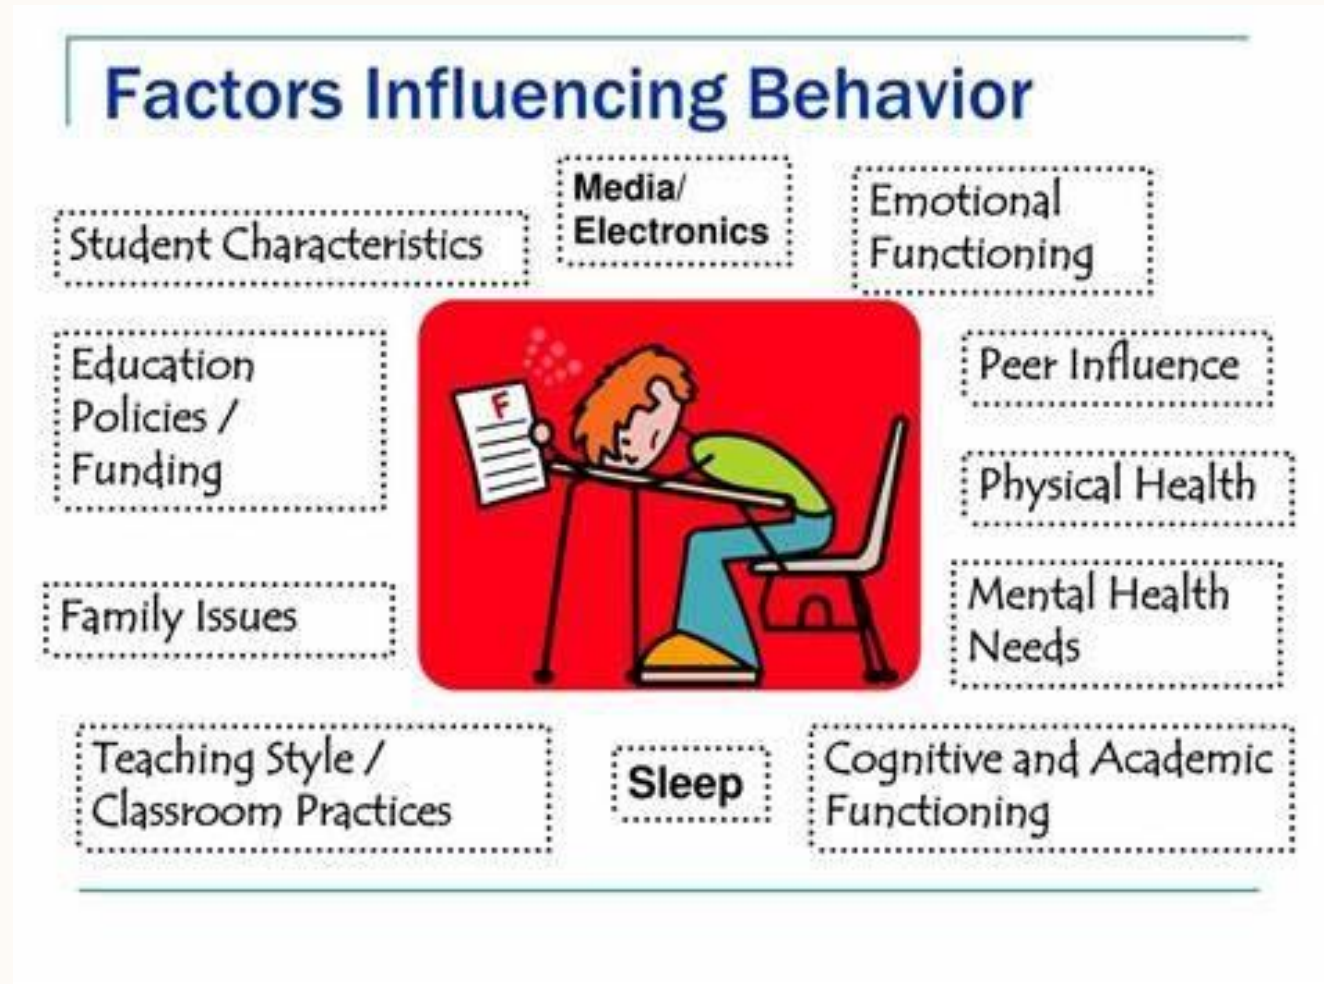 Factors Influencing Behavior
Media/
Electronics
Emotional
Functioning
Student Characteristics
Education
Policies /
Funding
F
Peer Influence
Physical Health
Family Issues
Mental Health
Needs
Teaching Style /
Classroom Practices
Sleep
Cognitive and Academic
Functioning